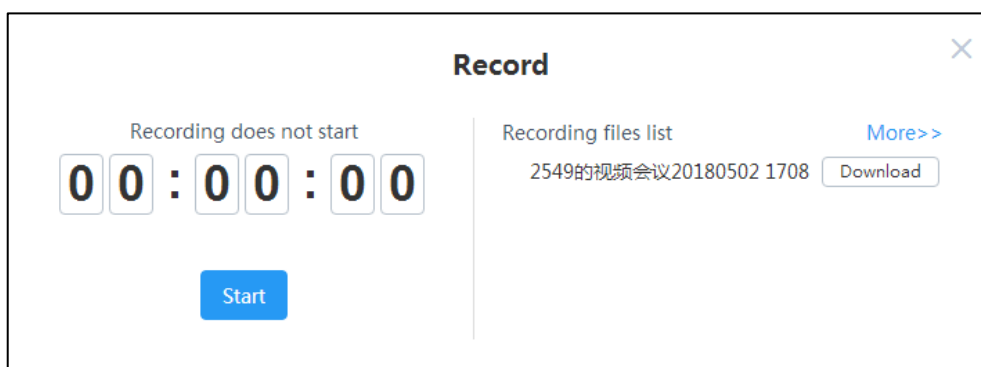 Record
Recording does not start
00:00:00
Start
Recording files list More>>
2549的视频会议20180502 1708 Download